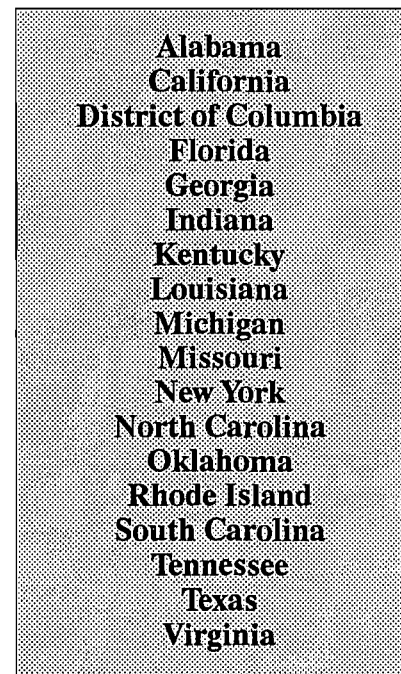 Alabama
California
District of Columbia
Florida
Georgia
Indiana
Kentucky
Louisiana
Michigan
Missouri
New York
North Carolina
Oklahoma
Rhode Island
South Carolina
Tennessee
Texas
Virginia